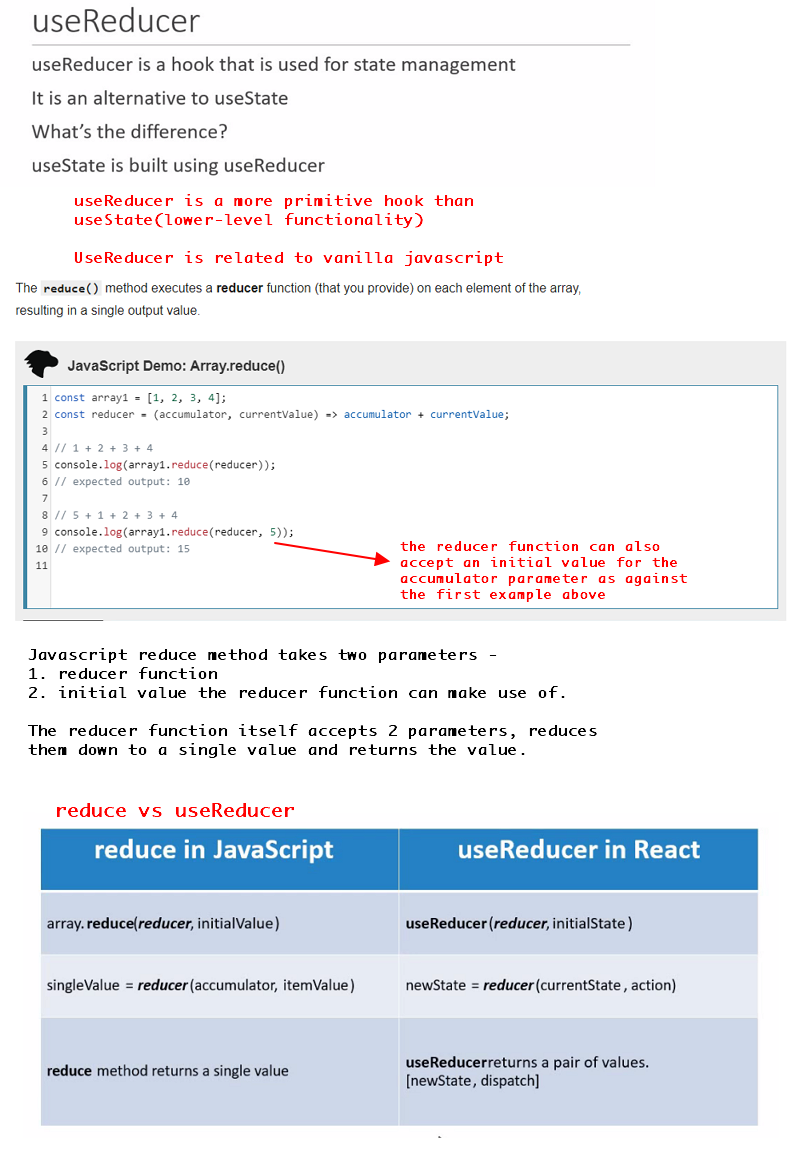 useReducer
useReducer is a hook that is used for state management
It is an alternative to useState
What’s the difference?
useState is built using useReducer
useReducer is a more primitive hook than
useState(lower-level functionality)
UseReducer is related to vanilla javascript
The reduce() method executes a reducer function (that you provide) on each element of the array,
resulting in a single output value.
JavaScript Demo: Array.reduce()
1 const array1 = [1, 2, 3, 4];
2 const reducer = (accumulator, currentValue) => accumulator + currentValue;
3
4 // 1 + 2 + 3 + 4
5 console.log(array1.reduce(reducer));
6 // expected output: 10
7
8 // 5 + 1 + 2 + 3 + 4
9 console.log(array1.reduce(reducer, 5));
10 // expected output: 15
11
the reducer function can also
accept an initial value for the
accumulator parameter as against
the first example above
Javascript reduce method takes two parameters -
1. reducer function
2. initial value the reducer function can make use of.
The reducer function itself accepts 2 parameters, reduces
them down to a single value and returns the value.
reduce vs useReducer
reduce in JavaScript
useReducer in React
array.reduce(reducer, initialValue)
useReducer(reducer, initialState)
singleValue = reducer(accumulator, itemValue)
newState = reducer(currentState, action)
reduce method returns a single value
useReducerreturns a pair of values.
[newState, dispatch]